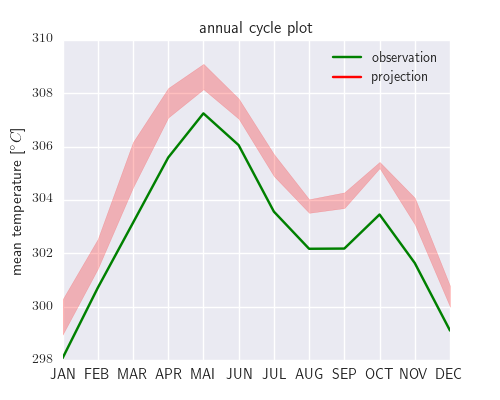 annual cycle plot
observation
projection
mean temperature [°C]
310
308
306
304
302
300
298
JAN FEB MAR APR MAI JUN JUL AUG SEP OCT NOV DEC